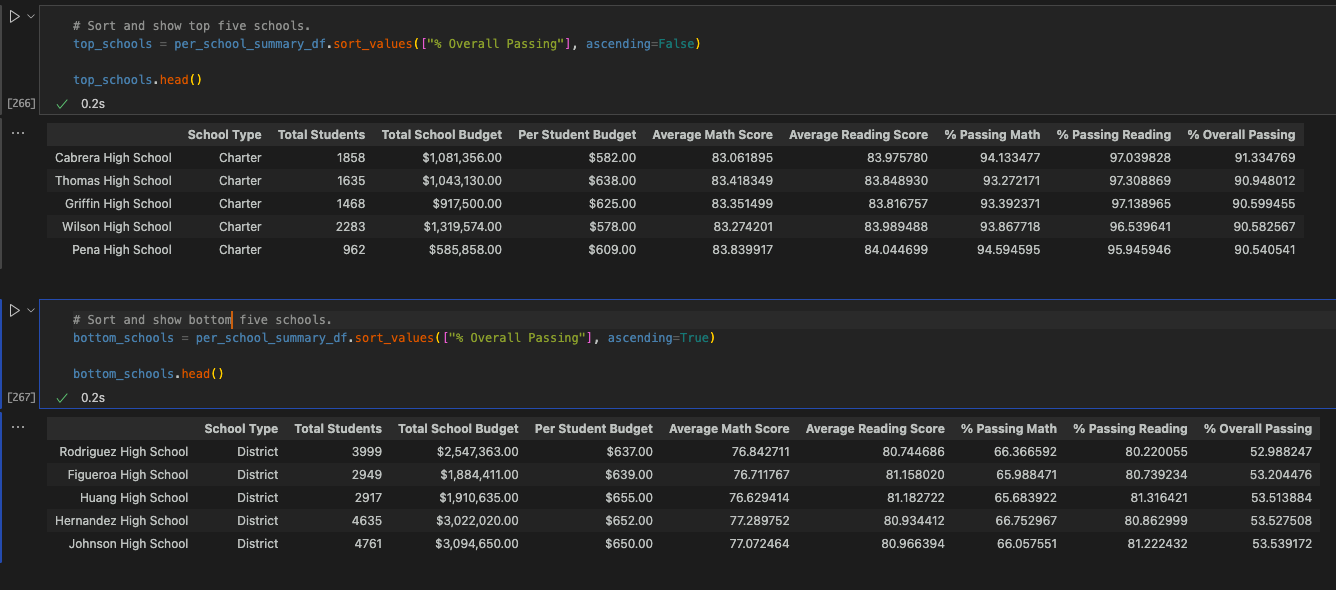 # Sort and show top five schools.
top_schools = per_school_summary_df.sort_values(["% Overall Passing"], ascending=False)
top_schools.head()
[266] 0.2s
...
School Type Total Students Total School Budget Per Student Budget Average Math Score Average Reading Score % Passing Math % Passing Reading % Overall Passing
Cabrera High School Charter 1858 $1,081,356.00 $582.00 83.061895 83.975780 94.133477 97.039828 91.334769
Thomas High School Charter 1635 $1,043,130.00 $638.00 83.418349 83.848930 93.272171 97.308869 90.948012
Griffin High School Charter 1468 $917,500.00 $625.00 83.351499 83.816757 93.392371 97.138965 90.599455
Wilson High School Charter 2283 $1,319,574.00 $578.00 83.274201 83.989488 93.867718 96.539641 90.582567
Pena High School Charter 962 $585,858.00 $609.00 83.839917 84.044699 94.594595 95.945946 90.540541
# Sort and show bottom five schools.
bottom_schools = per_school_summary_df.sort_values(["% Overall Passing"], ascending=True)
bottom_schools.head()
[267] 0.2s
...
School Type Total Students Total School Budget Per Student Budget Average Math Score Average Reading Score % Passing Math % Passing Reading % Overall Passing
Rodriguez High School District 3999 $2,547,363.00 $637.00 76.842711 80.744686 66.366592 80.220055 52.988247
Figueroa High School District 2949 $1,884,411.00 $639.00 76.711767 81.158020 65.988471 80.739234 53.204476
Huang High School District 2917 $1,910,635.00 $655.00 76.629414 81.182722 65.683922 81.316421 53.513884
Hernandez High School District 4635 $3,022,020.00 $652.00 77.289752 80.934412 66.752967 80.862999 53.527508
Johnson High School District 4761 $3,094,650.00 $650.00 77.072464 80.966394 66.057551 81.222432 53.539172